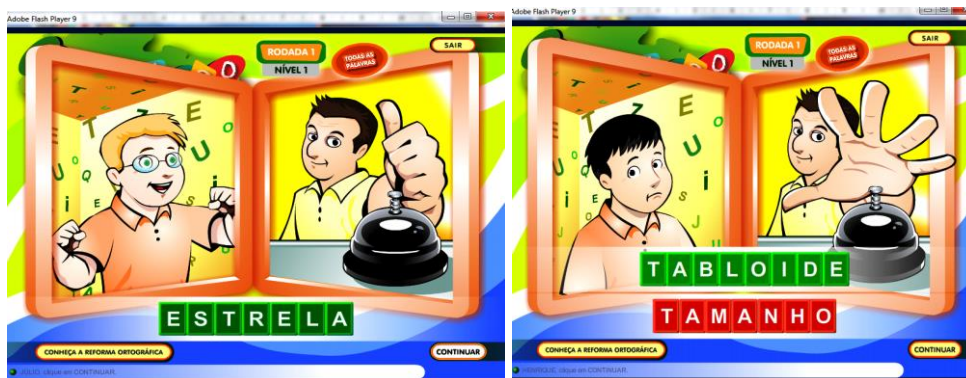 Adobe Flash Player 9
SAIR
RODADA 1
NÍVEL 1
TODAS AS
PALAVRAS
ESTRELA
CONHEÇA A REFORMA ORTOGRÁFICA
CONTINUAR
JULIO, clique em CONTINUAR.
Adobe Flash Player 9
SAIR
RODADA 1
NÍVEL 1
TODAS AS
PALAVRAS
TABLOIDE
TAMANHO
CONHEÇA A REFORMA ORTOGRÁFICA
CONTINUAR
HENRIQUE, clique em CONTINUAR.